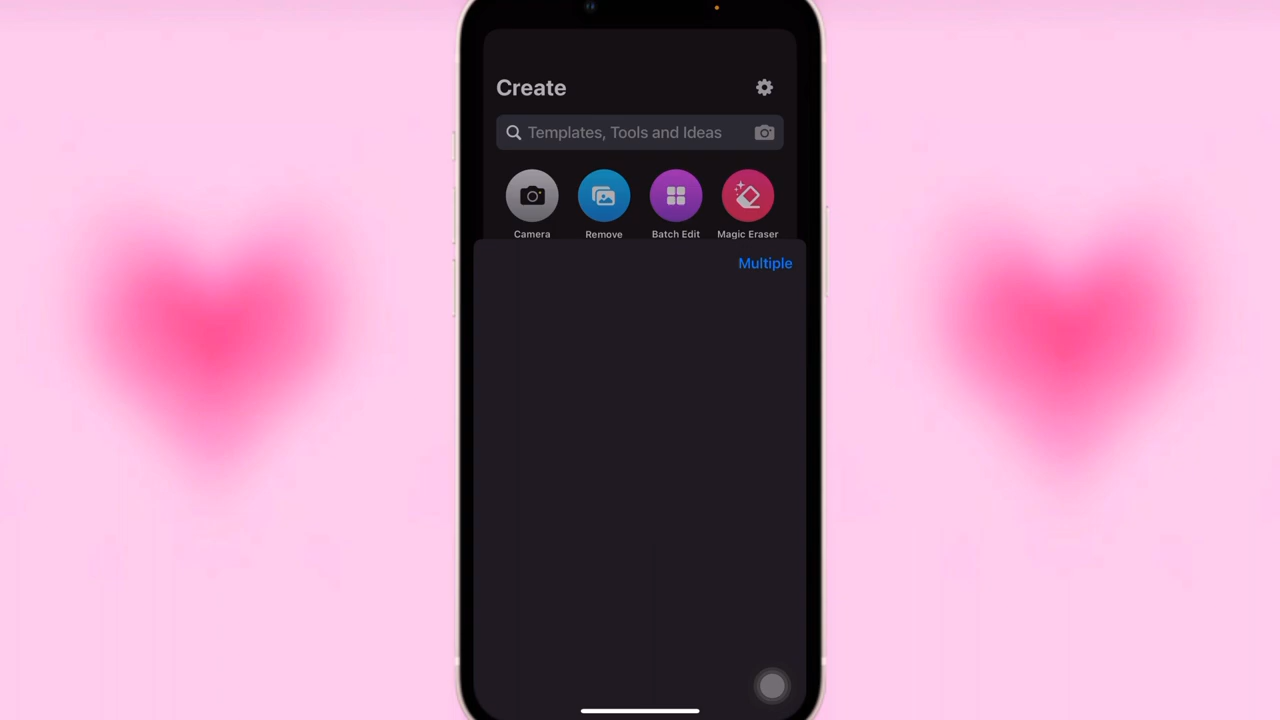 Create
Templates, Tools and Ideas
Camera
Remove
Batch Edit
Magic Eraser
Multiple